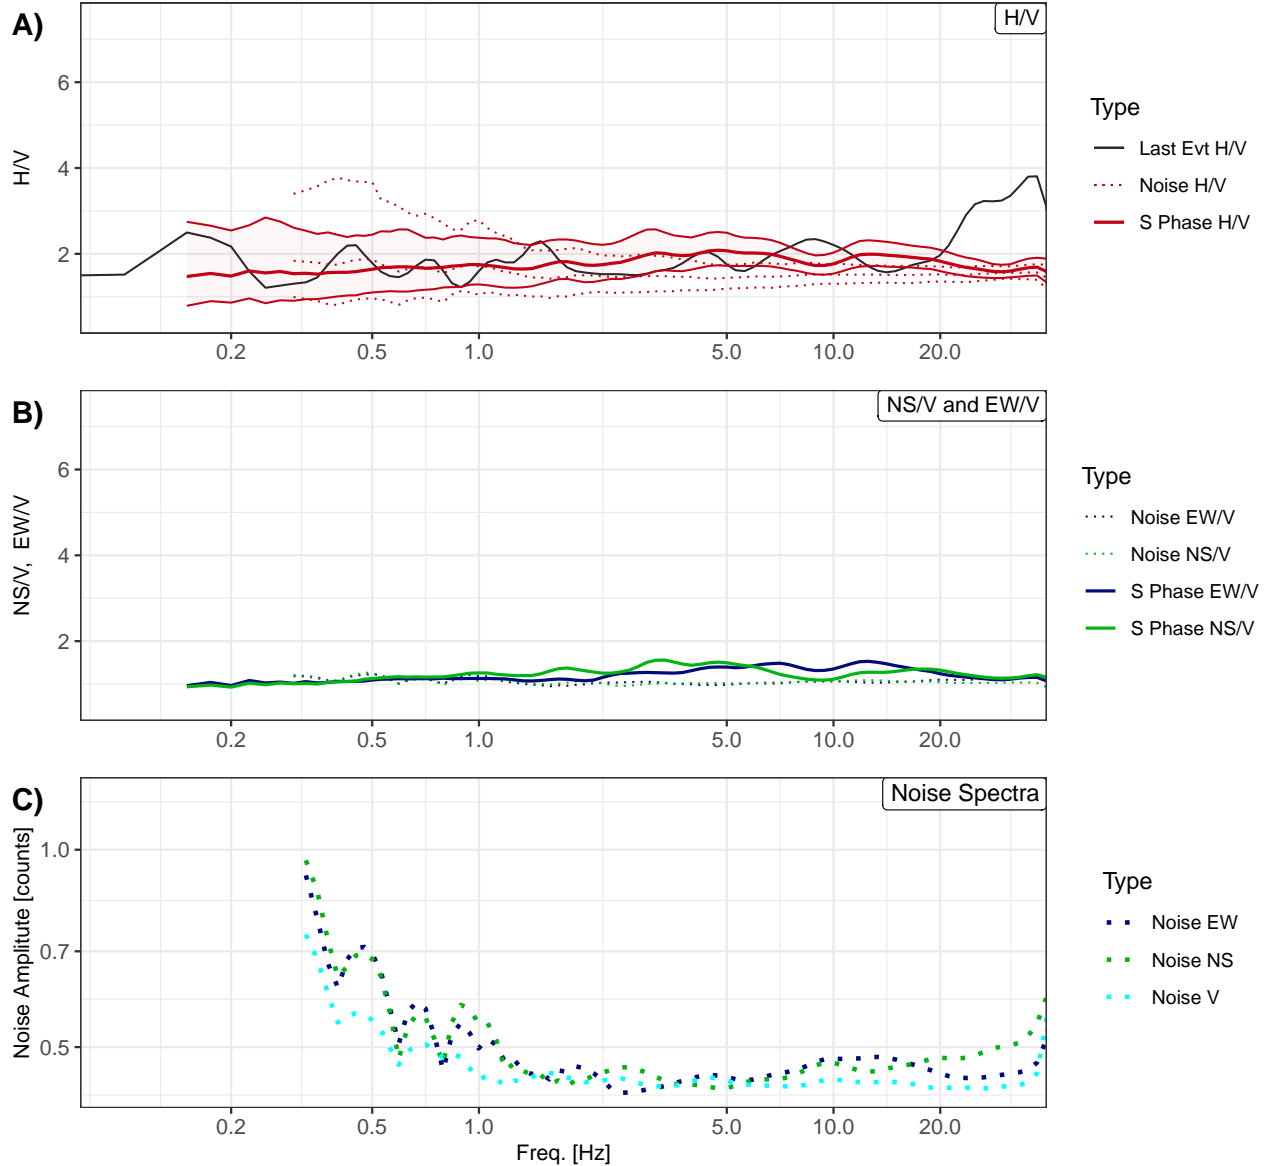 A)
H/V
H/V
6
4
2
0.2 0.5 1.0 5.0 10.0 20.0
Type
Last Evt H/V
Noise H/V
S Phase H/V
B)
NS/V and EW/V
NS/V, EW/V
6
4
2
0.2 0.5 1.0 5.0 10.0 20.0
Type
Noise EW/V
Noise NS/V
S Phase EW/V
S Phase NS/V
C)
Noise Spectra
Noise Amplitude [counts]
1.0
0.7
0.5
0.2 0.5 1.0 5.0 10.0 20.0
Freq. [Hz]
Type
Noise EW
Noise NS
Noise V